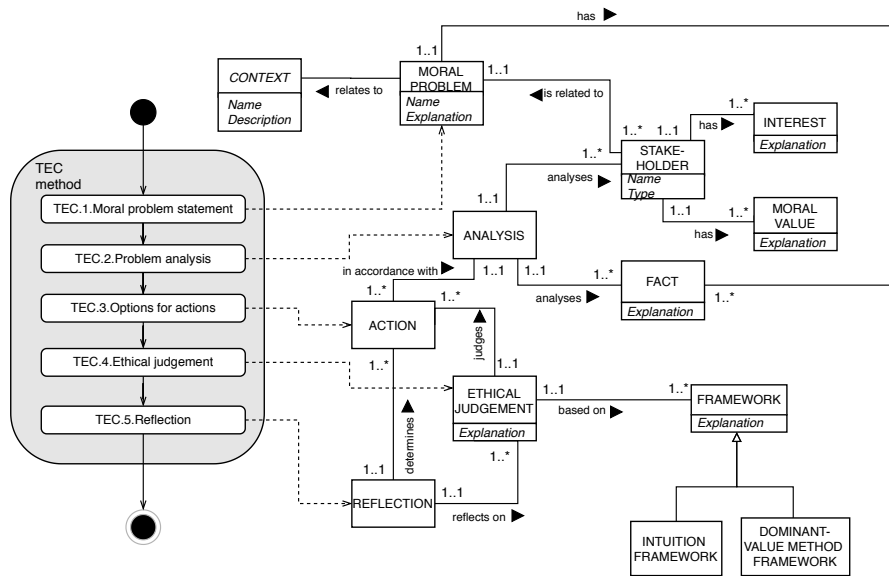 has
1..1
CONTEXT
Name
Description
relates to
MORAL
PROBLEM
Name
Explanation
1..1
is related to
1..*
INTEREST
Explanation
has
1..*
1..1
STAKE-
HOLDER
Name
Type
TEC
method
TEC.1.Moral problem statement
TEC.2.Problem analysis
TEC.3.Options for actions
TEC.4.Ethical judgement
TEC.5.Reflection
1..*
analyses
1..1
ANALYSIS
1..1
1..*
has
MORAL
VALUE
Explanation
in accordance with
1..1
1..1
1..*
analyses
FACT
Explanation
1..*
1..*
1..*
ACTION
judges
1..*
1..1
ETHICAL
JUDGEMENT
Explanation
1..1
based on
1..*
FRAMEWORK
Explanation
determines
1..*
1..1
REFLECTION
1..1
reflects on
INTUITION
FRAMEWORK
DOMINANT-
VALUE METHOD
FRAMEWORK